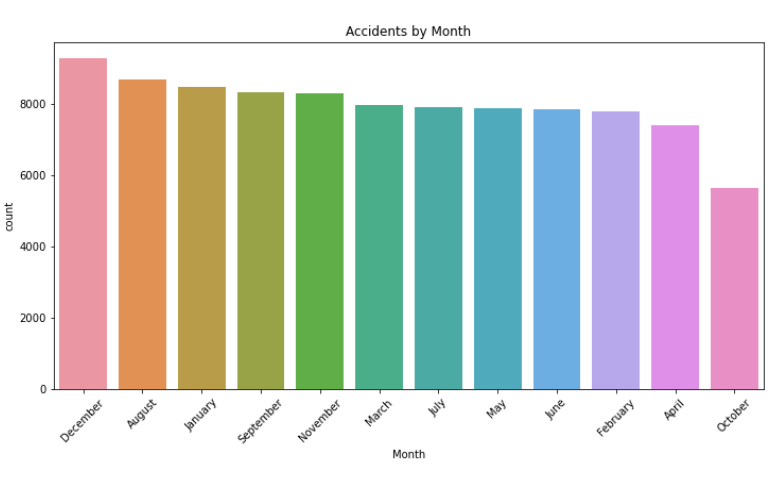 Accidents by Month
count
8000
6000
4000
2000
0
December
August
January
September
November
March
July
May
June
February
April
October
Month